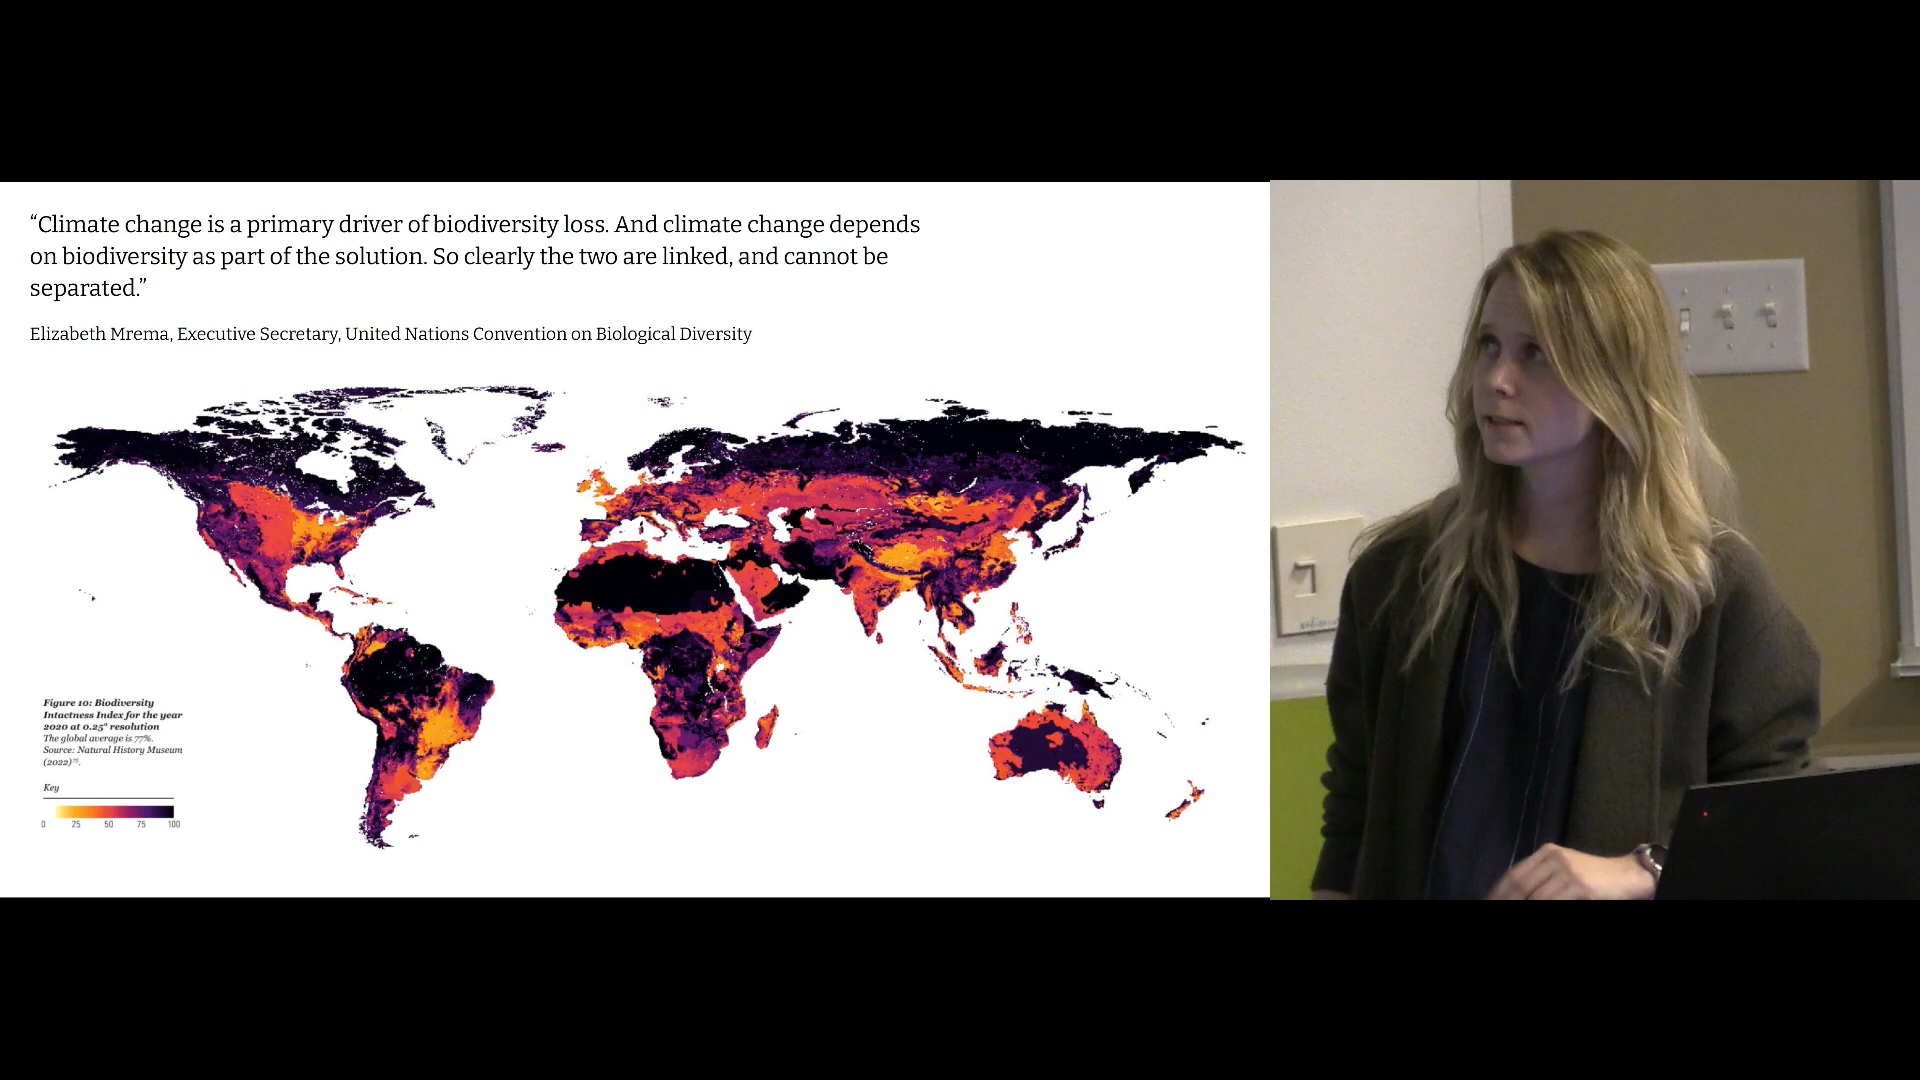 “Climate change is a primary driver of biodiversity loss. And climate change depends
on biodiversity as part of the solution. So clearly the two are linked, and cannot be
separated.”
Elizabeth Mrema, Executive Secretary, United Nations Convention on Biological Diversity
Figure 10: Biodiversity
Intactness Index for the year
2020 at 0.25° resolution
The global average is 77%.
Source: Natural History Museum
(2022)⁷⁵.
Key
0 25 50 75 100